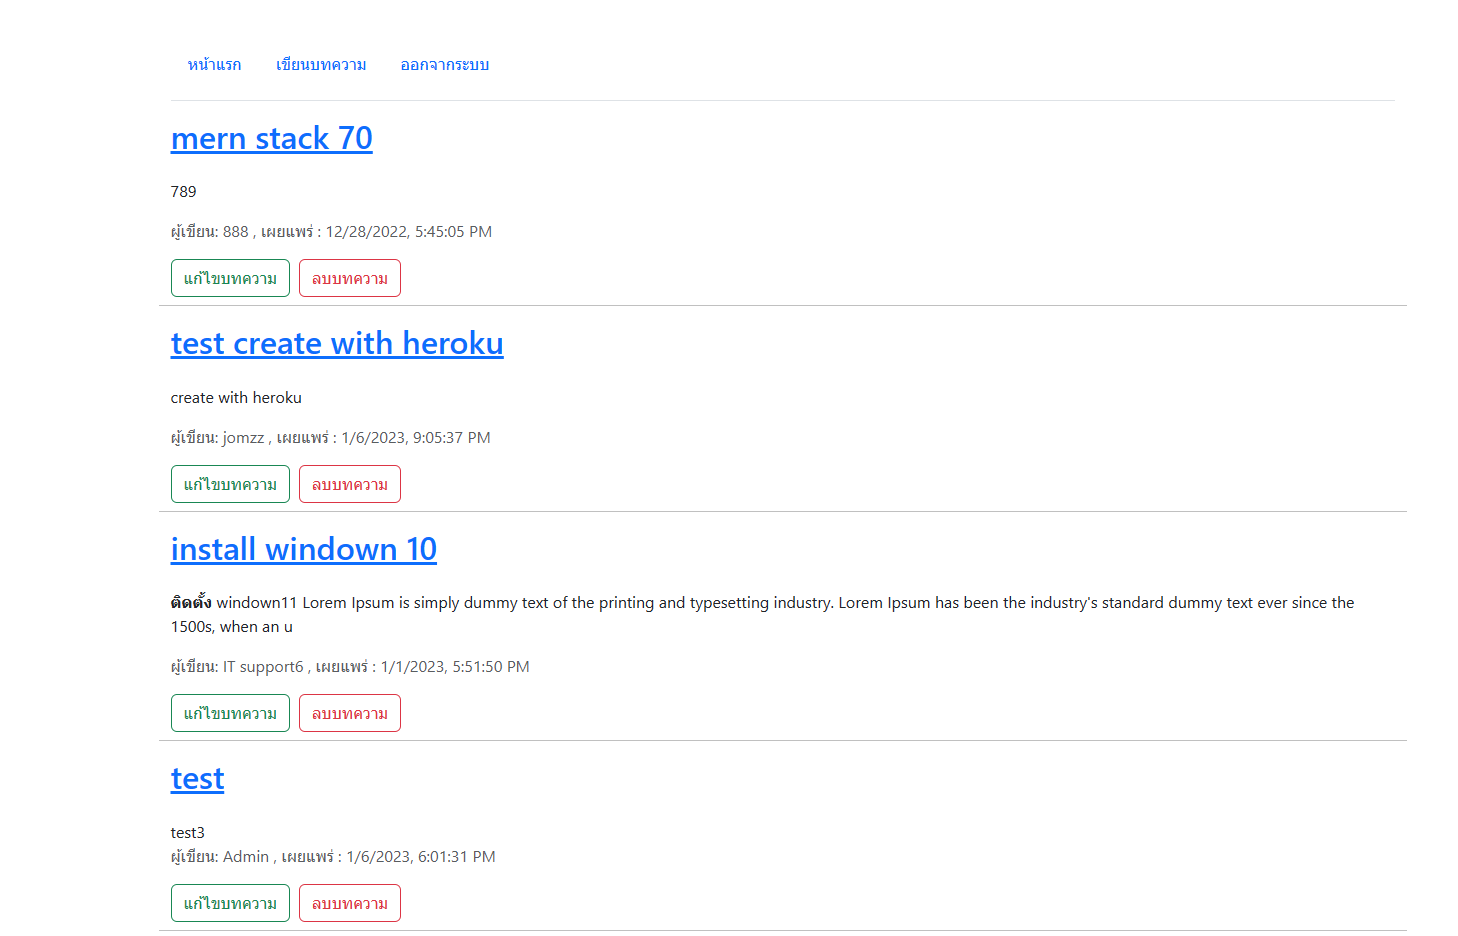 หน้าแรก เขียนบทความ ออกจากระบบ
mern stack 70
789
ผู้เขียน: 888 , เผยแพร่ : 12/28/2022, 5:45:05 PM
แก้ไขบทความ ลบบทความ
test create with heroku
create with heroku
ผู้เขียน: jomzz , เผยแพร่ : 1/6/2023, 9:05:37 PM
แก้ไขบทความ ลบบทความ
install windown 10
ติดตั้ง windown11 Lorem Ipsum is simply dummy text of the printing and typesetting industry. Lorem Ipsum has been the industry's standard dummy text ever since the
1500s, when an u
ผู้เขียน: IT support6 , เผยแพร่ : 1/1/2023, 5:51:50 PM
แก้ไขบทความ ลบบทความ
test
test3
ผู้เขียน: Admin , เผยแพร่ : 1/6/2023, 6:01:31 PM
แก้ไขบทความ ลบบทความ